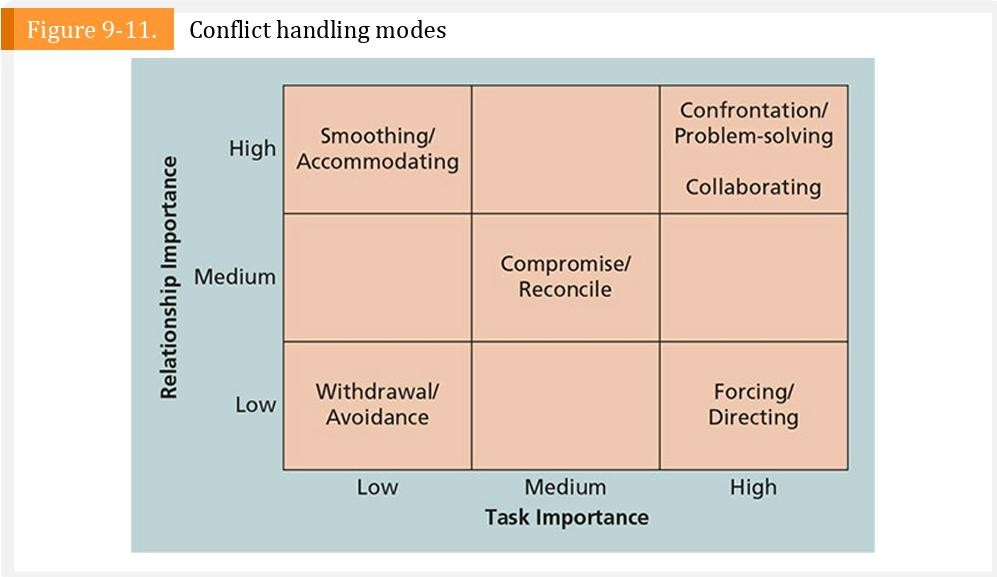 Figure 9-11. Conflict handling modes
Relationship Importance
High
Smoothing/
Accommodating
Confrontation/
Problem-solving
Collaborating
Medium
Compromise/
Reconcile
Low
Withdrawal/
Avoidance
Forcing/
Directing
Low Medium High
Task Importance